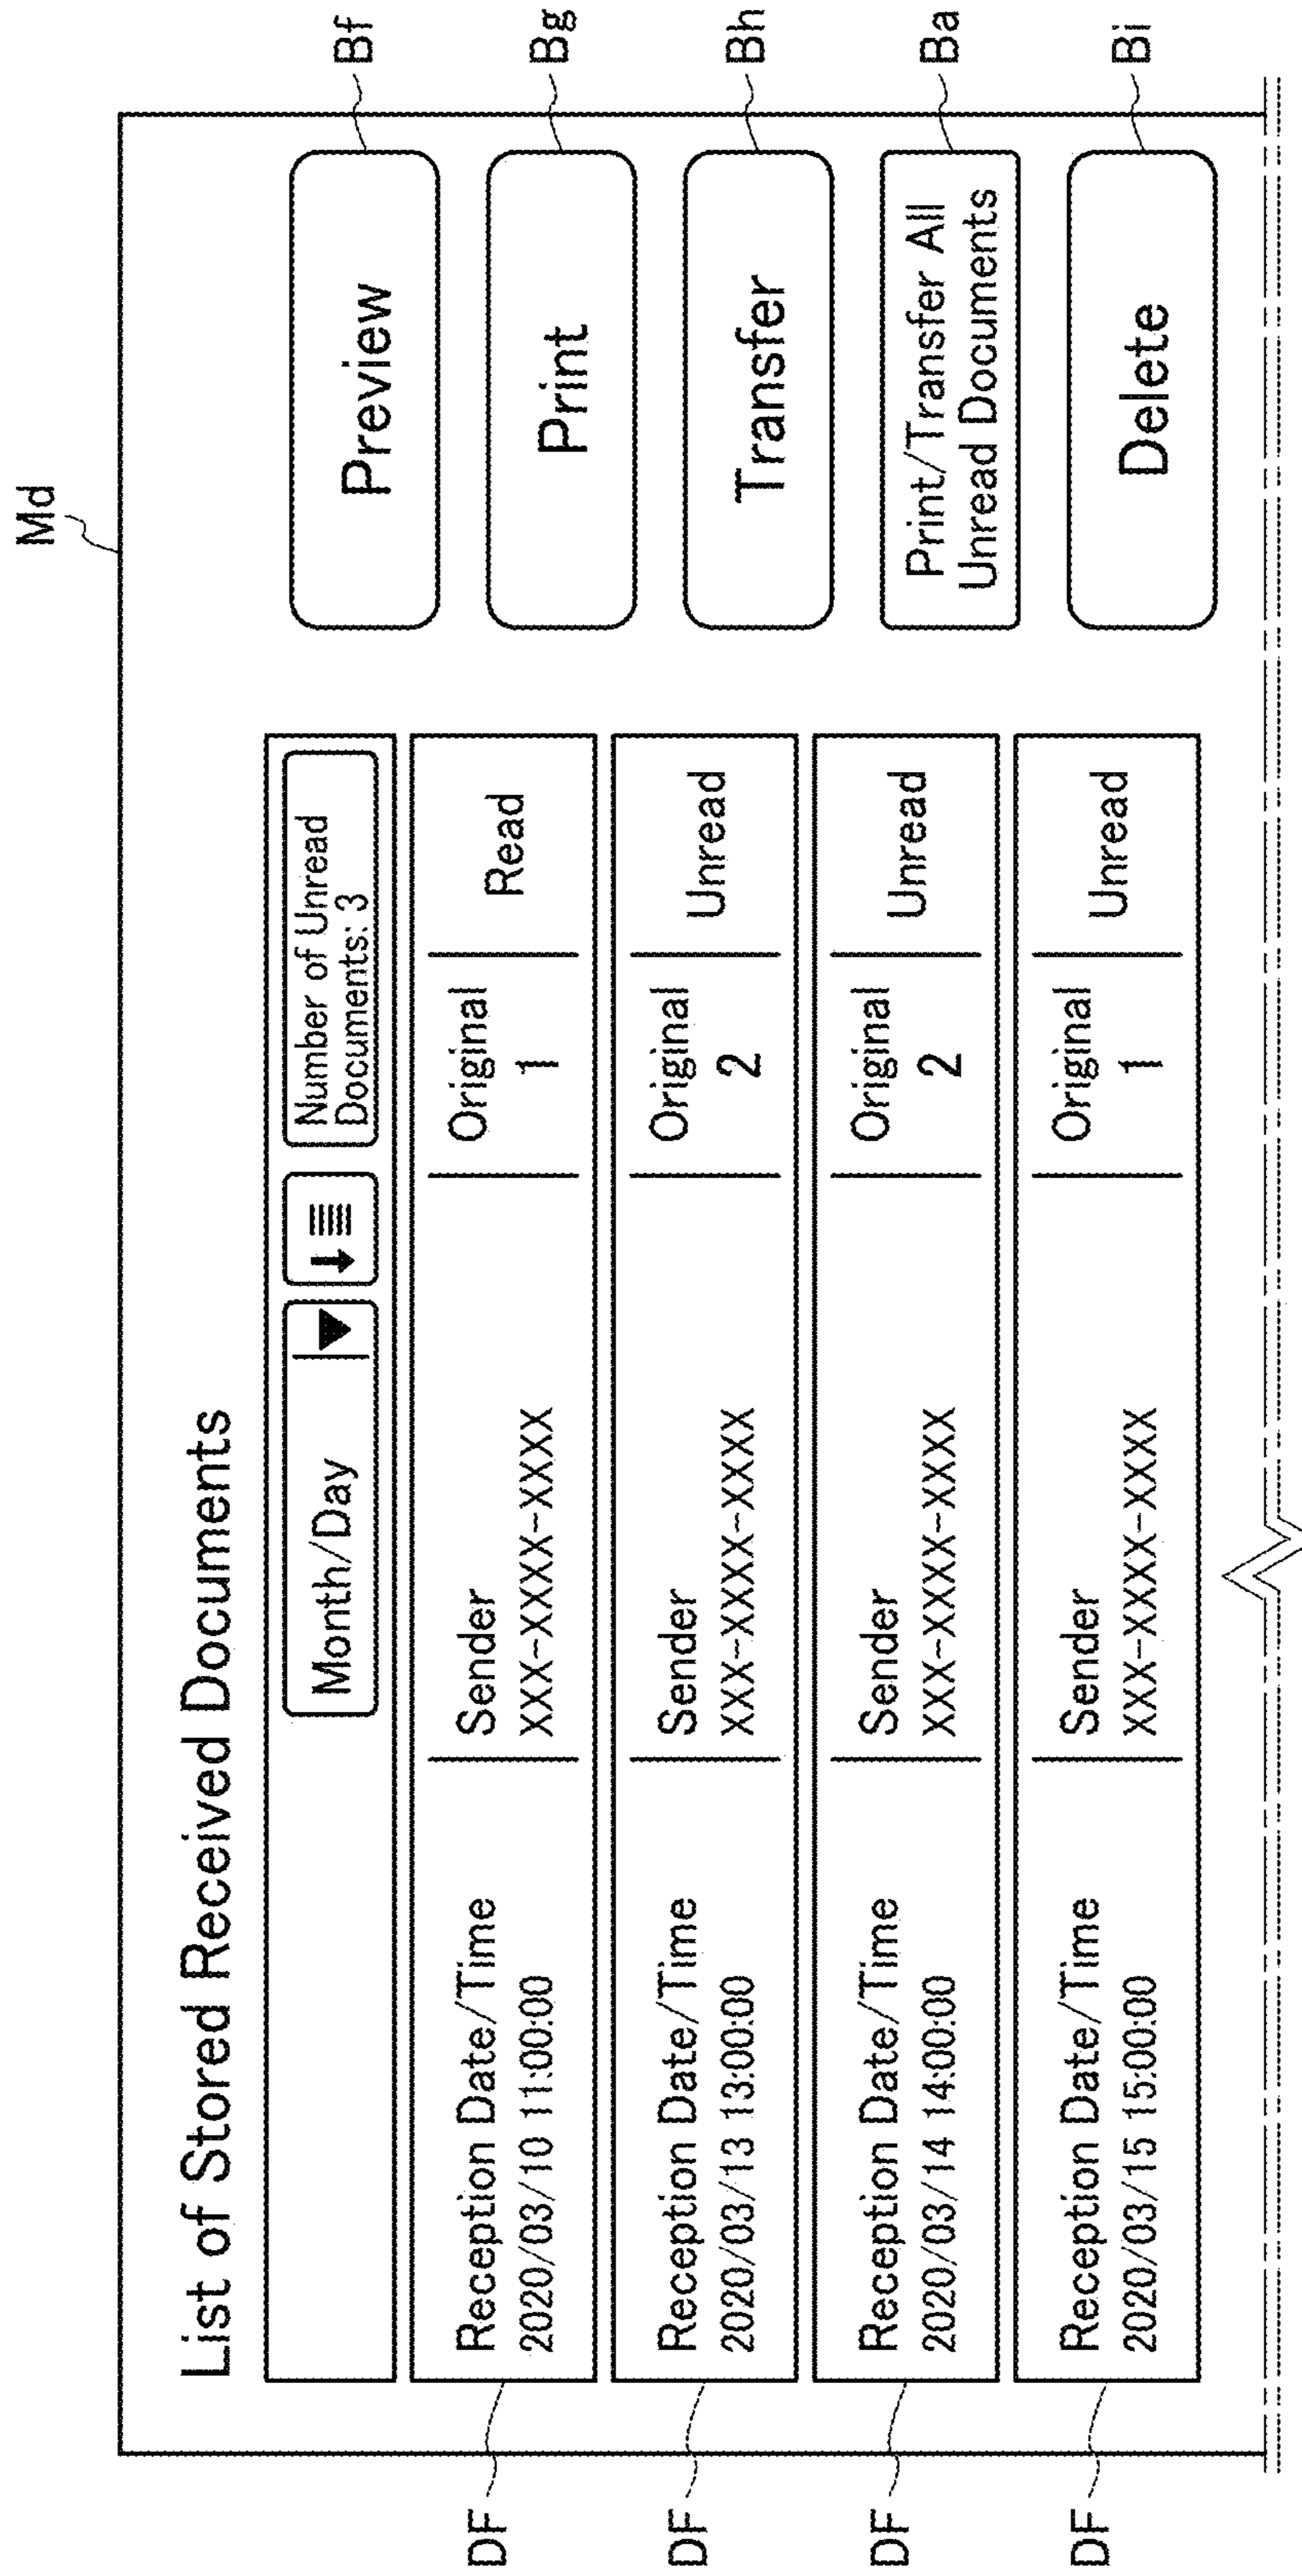 Md
List of Stored Received Documents
Month/Day
Number of Unread
Documents: 3
Preview
Bf
DF
Reception Date/Time
2020/03/10 11:00:00
Sender
XXX-XXXX-XXXX
Original
1
Read
Print
Bg
DF
Reception Date/Time
2020/03/13 13:00:00
Sender
XXX-XXXX-XXXX
Original
2
Unread
Transfer
Bh
DF
Reception Date/Time
2020/03/14 14:00:00
Sender
XXX-XXXX-XXXX
Original
2
Unread
Print/Transfer All
Unread Documents
Ba
DF
Reception Date/Time
2020/03/15 15:00:00
Sender
XXX-XXXX-XXXX
Original
1
Unread
Delete
Bi